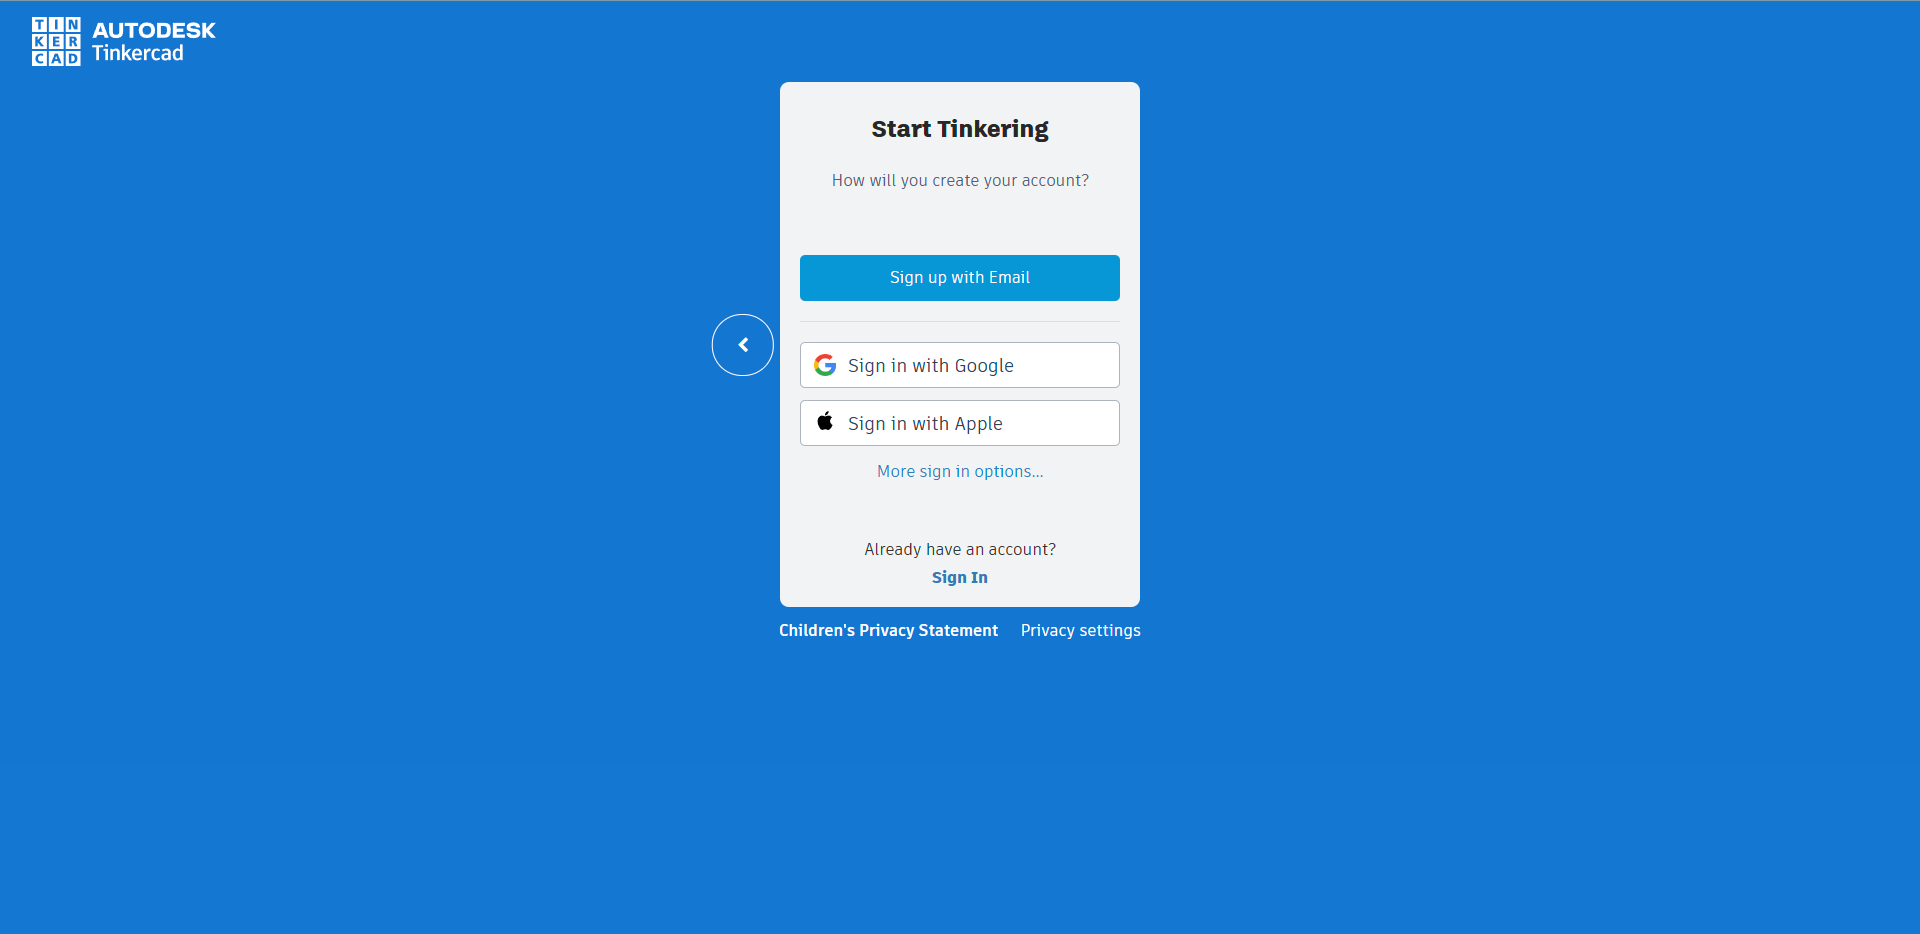 TIN
KER
CAD
AUTODESK
Tinkercad
Start Tinkering
How will you create your account?
Sign up with Email
Sign in with Google
Sign in with Apple
More sign in options...
Already have an account?
Sign In
Children's Privacy Statement Privacy settings